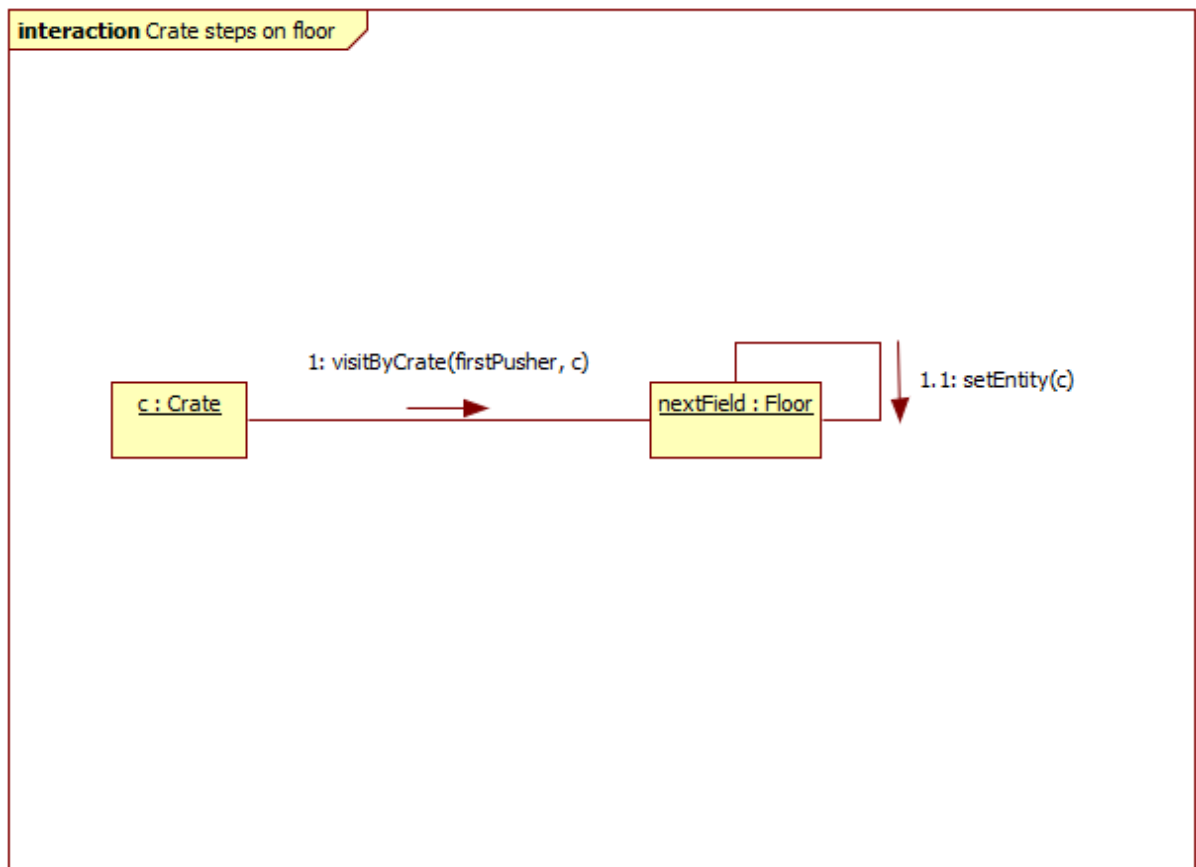 interaction Crate steps on floor
1: visitByCrate(firstPusher, c)
c : Crate
nextField : Floor
1.1: setEntity(c)